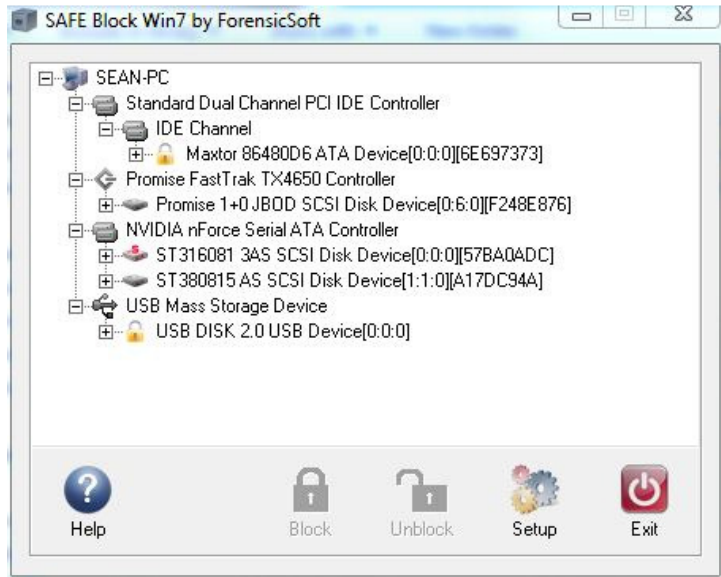 SAFE Block Win7 by ForensicSoft
SEAN-PC
Standard Dual Channel PCI IDE Controller
IDE Channel
Maxtor 86480D6 ATA Device[0:0:0][6E697373]
Promise FastTrak TX4650 Controller
Promise 1+0 JBOD SCSI Disk Device[0:6:0][F248E876]
NVIDIA nForce Serial ATA Controller
ST316081 3AS SCSI Disk Device[0:0:0][57BA0ADC]
ST380815 AS SCSI Disk Device[1:1:0][A17DC94A]
USB Mass Storage Device
USB DISK 2.0 USB Device[0:0:0]
Help Block Unblock Setup Exit